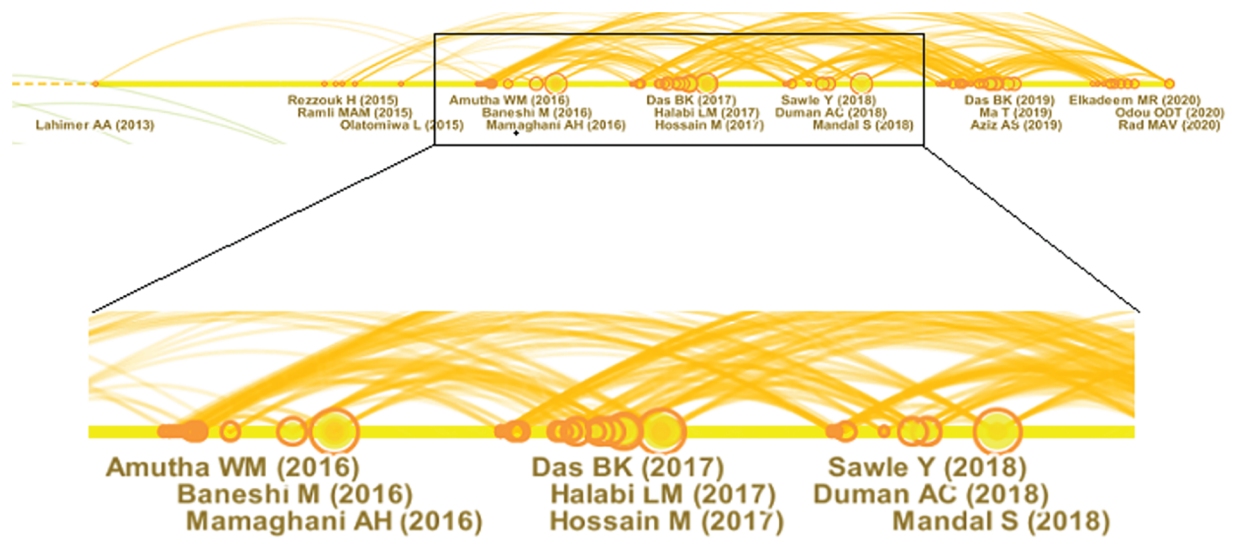 Rezzouk H (2015) Amutha WM (2016) Das BK (2017) Sawle Y (2018) Das BK (2019) Elkadeem MR (2020)
Ramli MAM (2015) Baneshi M (2016) Halabi LM (2017) Duman AC (2018) Ma T (2019) Odou ODT (2020)
Lahimer AA (2013) Olatomiwa L (2015) Mamaghani AH (2016) Hossain M (2017) Mandal S (2018) Aziz AS (2019) Rad MAV (2020)
Amutha WM (2016) Das BK (2017) Sawle Y (2018)
Baneshi M (2016) Halabi LM (2017) Duman AC (2018)
Mamaghani AH (2016) Hossain M (2017) Mandal S (2018)